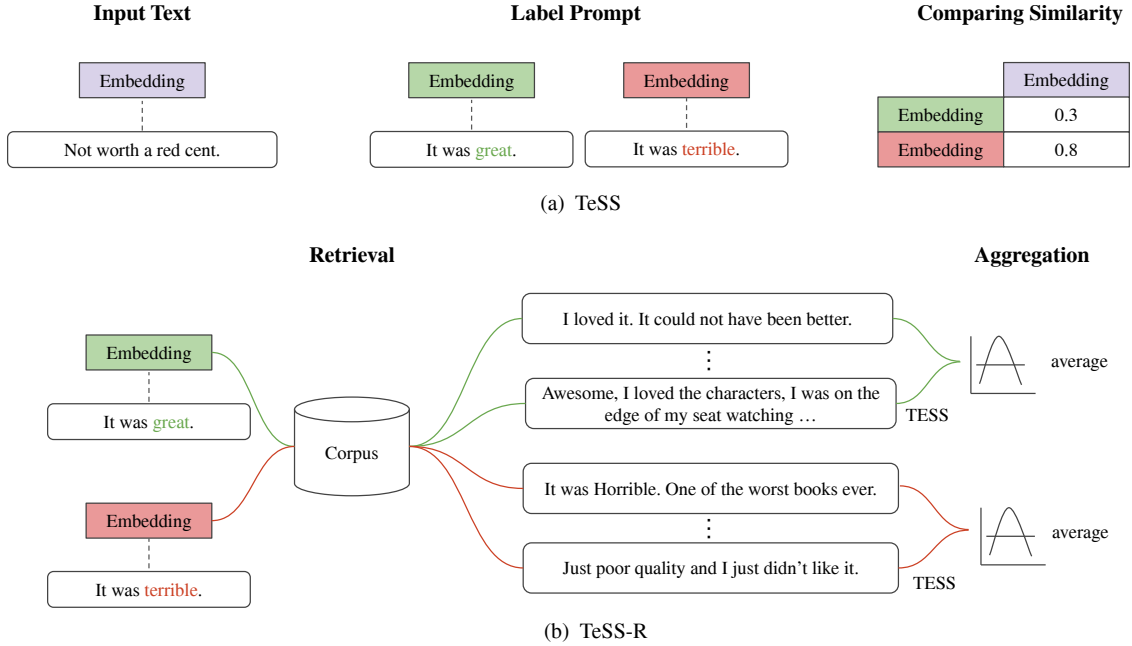 Input Text
Label Prompt
Comparing Similarity
Embedding
Embedding
Embedding
Embedding
Not worth a red cent.
It was great.
It was terrible.
Embedding
0.3
Embedding
0.8
(a) TeSS
Retrieval
Aggregation
I loved it. It could not have been better.
Embedding
average
It was great.
Awesome, I loved the characters, I was on the
edge of my seat watching …
TESS
Corpus
It was Horrible. One of the worst books ever.
Embedding
average
It was terrible.
Just poor quality and I just didn't like it.
TESS
(b) TeSS-R